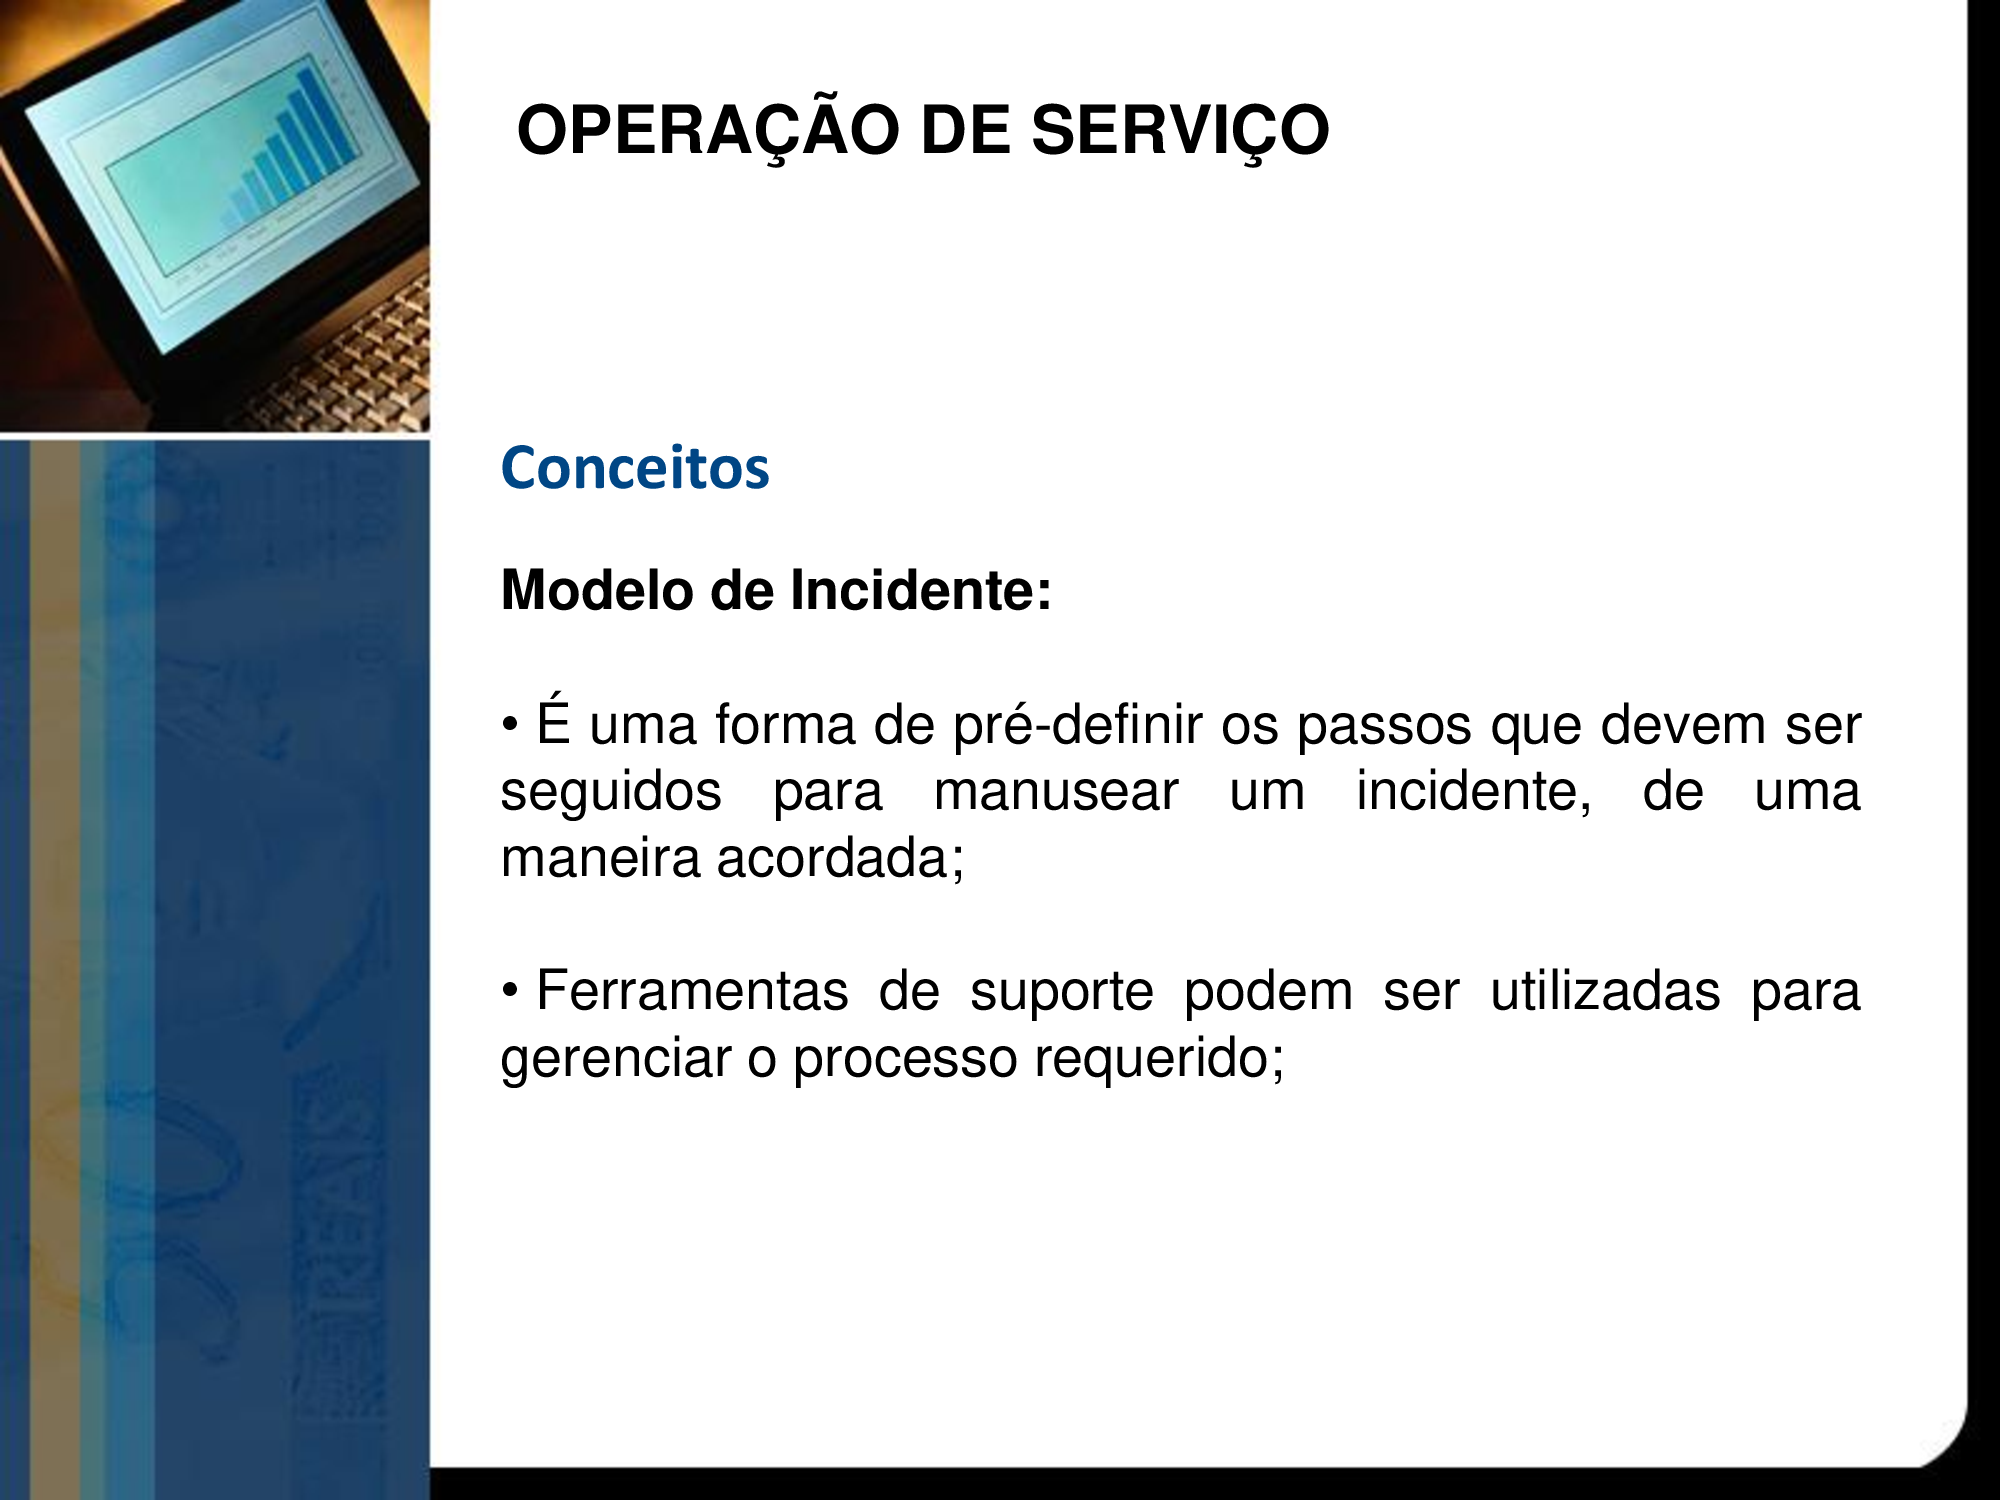 OPERAÇÃO DE SERVIÇO
Conceitos
Modelo de Incidente:
• É uma forma de pré-definir os passos que devem ser
seguidos para manusear um incidente, de uma
maneira acordada;
• Ferramentas de suporte podem ser utilizadas para
gerenciar o processo requerido;
REAIS